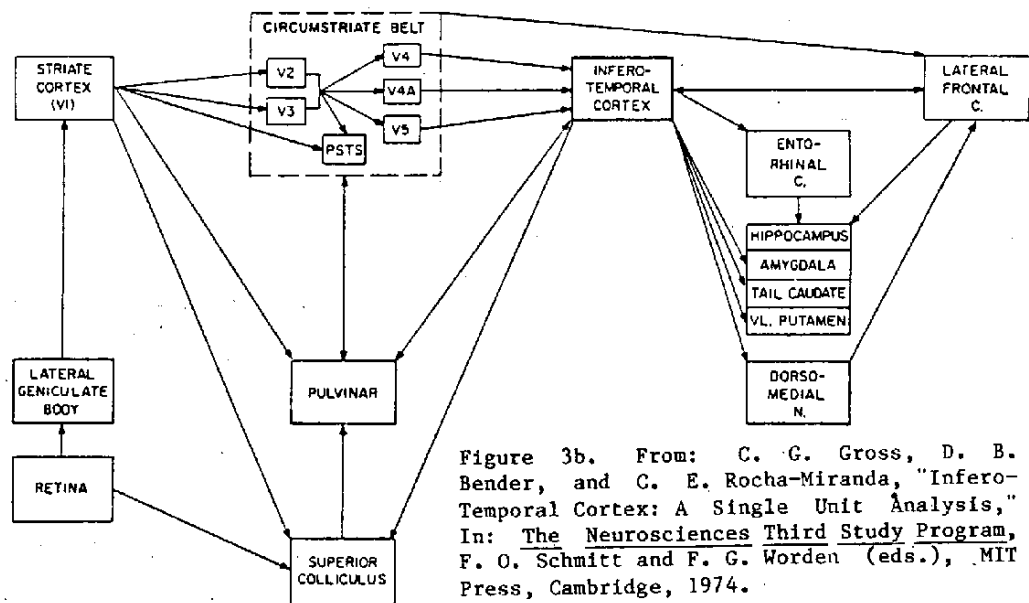 CIRCUMSTRIATE BELT
STRIATE
CORTEX
(VI)
V2
V3
PSTS
V4
V4A
V5
INFERO-
TEMPORAL
CORTEX
LATERAL
FRONTAL
C.
ENTO-
RHINAL
C.
HIPPOCAMPUS
AMYGDALA
TAIL CAUDATE
VL. PUTAMEN
DORSO-
MEDIAL
N.
LATERAL
GENICULATE
BODY
PULVINAR
RETINA
SUPERIOR
COLLICULUS
Figure 3b. From: C. G. Gross, D. B.
Bender, and C. E. Rocha-Miranda, "Infero-
Temporal Cortex: A Single Unit Analysis,"
In: The Neurosciences Third Study Program,
F. O. Schmitt and F. G. Worden (eds.), MIT
Press, Cambridge, 1974.